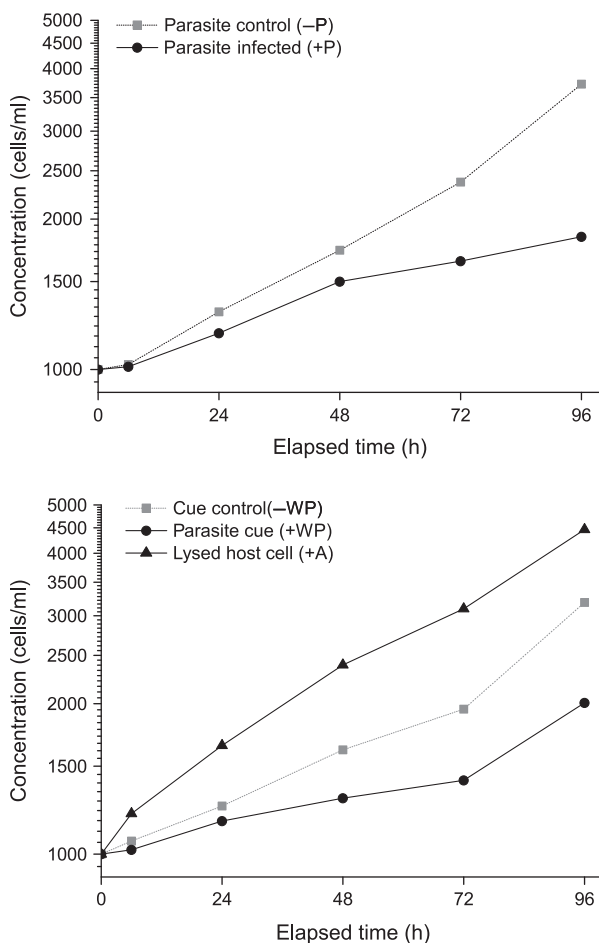 5000
4500
4000
3500
3000
2500
2000
1500
1000
Concentration (cells/ml)
Parasite control (–P)
Parasite infected (+P)
0 24 48 72 96
Elapsed time (h)
5000
4500
4000
3500
3000
2500
2000
1500
1000
Concentration (cells/ml)
Cue control(–WP)
Parasite cue (+WP)
Lysed host cell (+A)
0 24 48 72 96
Elapsed time (h)